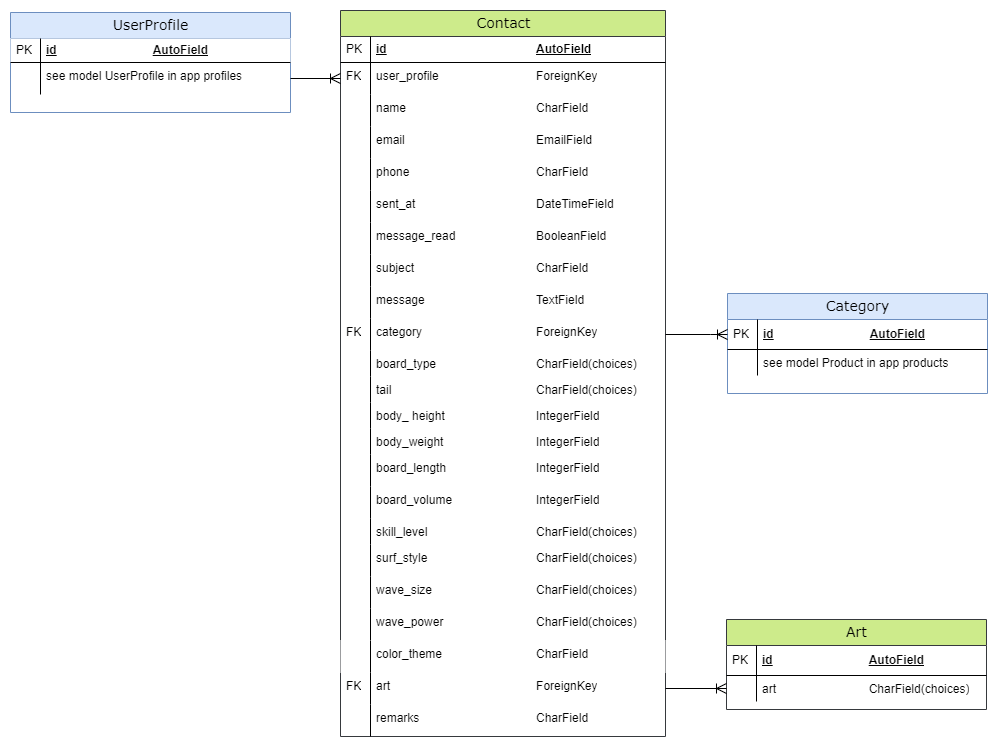 UserProfile
PK id AutoField
see model UserProfile in app profiles
Contact
PK id AutoField
FK user_profile ForeignKey
name CharField
email EmailField
phone CharField
sent_at DateTimeField
message_read BooleanField
subject CharField
message TextField
FK category ForeignKey
board_type CharField(choices)
tail CharField(choices)
body_ height IntegerField
body_weight IntegerField
board_length IntegerField
board_volume IntegerField
skill_level CharField(choices)
surf_style CharField(choices)
wave_size CharField(choices)
wave_power CharField(choices)
color_theme CharField
FK art ForeignKey
remarks CharField
Category
PK id AutoField
see model Product in app products
Art
PK id AutoField
art CharField(choices)